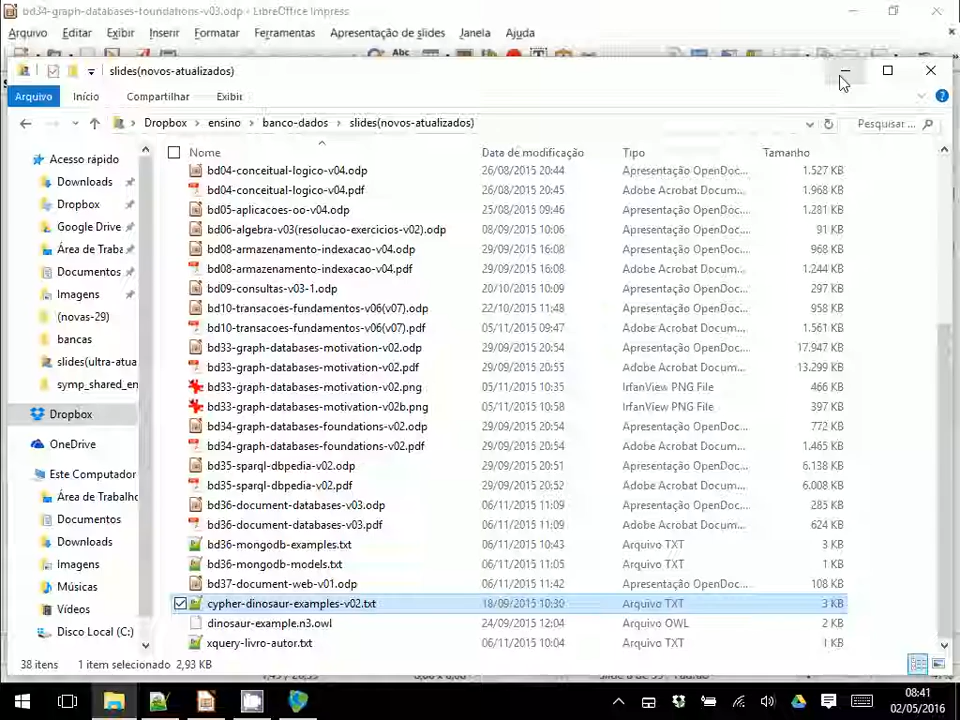 bd34-graph-databases-foundations-v03.odp - LibreOffice Impress
Arquivo Editar Exibir Inserir Formatar Ferramentas Apresentação de slides Janela Ajuda
slides(novos-atualizados)
Arquivo Início Compartilhar Exibir
Dropbox ensino banco-dados slides(novos-atualizados) Pesquisar ...
Nome Data de modificação Tipo Tamanho
Acesso rápido
Downloads
Dropbox
Google Drive
Área de Traba
Documentos
Imagens
(novas-29)
bancas
slides(ultra-atua
symp_shared_en
Dropbox
OneDrive
Este Computador
Área de Trabalho
Documentos
Downloads
Imagens
Músicas
Vídeos
Disco Local (C:)
bd04-conceitual-logico-v04.odp 26/08/2015 20:44 Apresentação OpenDoc... 1.527 KB
bd04-conceitual-logico-v04.pdf 26/08/2015 20:45 Adobe Acrobat Docum... 1.968 KB
bd05-aplicacoes-oo-v04.odp 25/08/2015 09:46 Apresentação OpenDoc... 1.281 KB
bd06-algebra-v03(resolucao-exercicios-v02).odp 08/09/2015 10:06 Apresentação OpenDoc... 91 KB
bd08-armazenamento-indexacao-v04.odp 29/09/2015 16:08 Apresentação OpenDoc... 968 KB
bd08-armazenamento-indexacao-v04.pdf 29/09/2015 16:08 Adobe Acrobat Docum... 1.244 KB
bd09-consultas-v03-1.odp 20/10/2015 10:09 Apresentação OpenDoc... 297 KB
bd10-transacoes-fundamentos-v06(v07).odp 22/10/2015 11:48 Apresentação OpenDoc... 958 KB
bd10-transacoes-fundamentos-v06(v07).pdf 05/11/2015 09:47 Adobe Acrobat Docum... 1.561 KB
bd33-graph-databases-motivation-v02.odp 29/09/2015 20:54 Apresentação OpenDoc... 17.947 KB
bd33-graph-databases-motivation-v02.pdf 29/09/2015 20:55 Adobe Acrobat Docum... 13.299 KB
bd33-graph-databases-motivation-v02.png 05/11/2015 10:35 IrfanView PNG File 466 KB
bd33-graph-databases-motivation-v02b.png 05/11/2015 10:58 IrfanView PNG File 397 KB
bd34-graph-databases-foundations-v02.odp 29/09/2015 20:54 Apresentação OpenDoc... 772 KB
bd34-graph-databases-foundations-v02.pdf 29/09/2015 20:54 Adobe Acrobat Docum... 1.465 KB
bd35-sparql-dbpedia-v02.odp 29/09/2015 20:51 Apresentação OpenDoc... 6.138 KB
bd35-sparql-dbpedia-v02.pdf 29/09/2015 20:52 Adobe Acrobat Docum... 6.008 KB
bd36-document-databases-v03.odp 06/11/2015 11:09 Apresentação OpenDoc... 285 KB
bd36-document-databases-v03.pdf 06/11/2015 11:09 Adobe Acrobat Docum... 624 KB
bd36-mongodb-examples.txt 06/11/2015 10:43 Arquivo TXT 3 KB
bd36-mongodb-models.txt 06/11/2015 11:05 Arquivo TXT 1 KB
bd37-document-web-v01.odp 06/11/2015 11:42 Apresentação OpenDoc... 108 KB
cypher-dinosaur-examples-v02.txt 18/09/2015 10:30 Arquivo TXT 3 KB
dinosaur-example.n3.owl 24/09/2015 12:04 Arquivo OWL 2 KB
xquery-livro-autor.txt 06/11/2015 10:04 Arquivo TXT 1 KB
38 itens 1 item selecionado 2,93 KB
08:41
02/05/2016